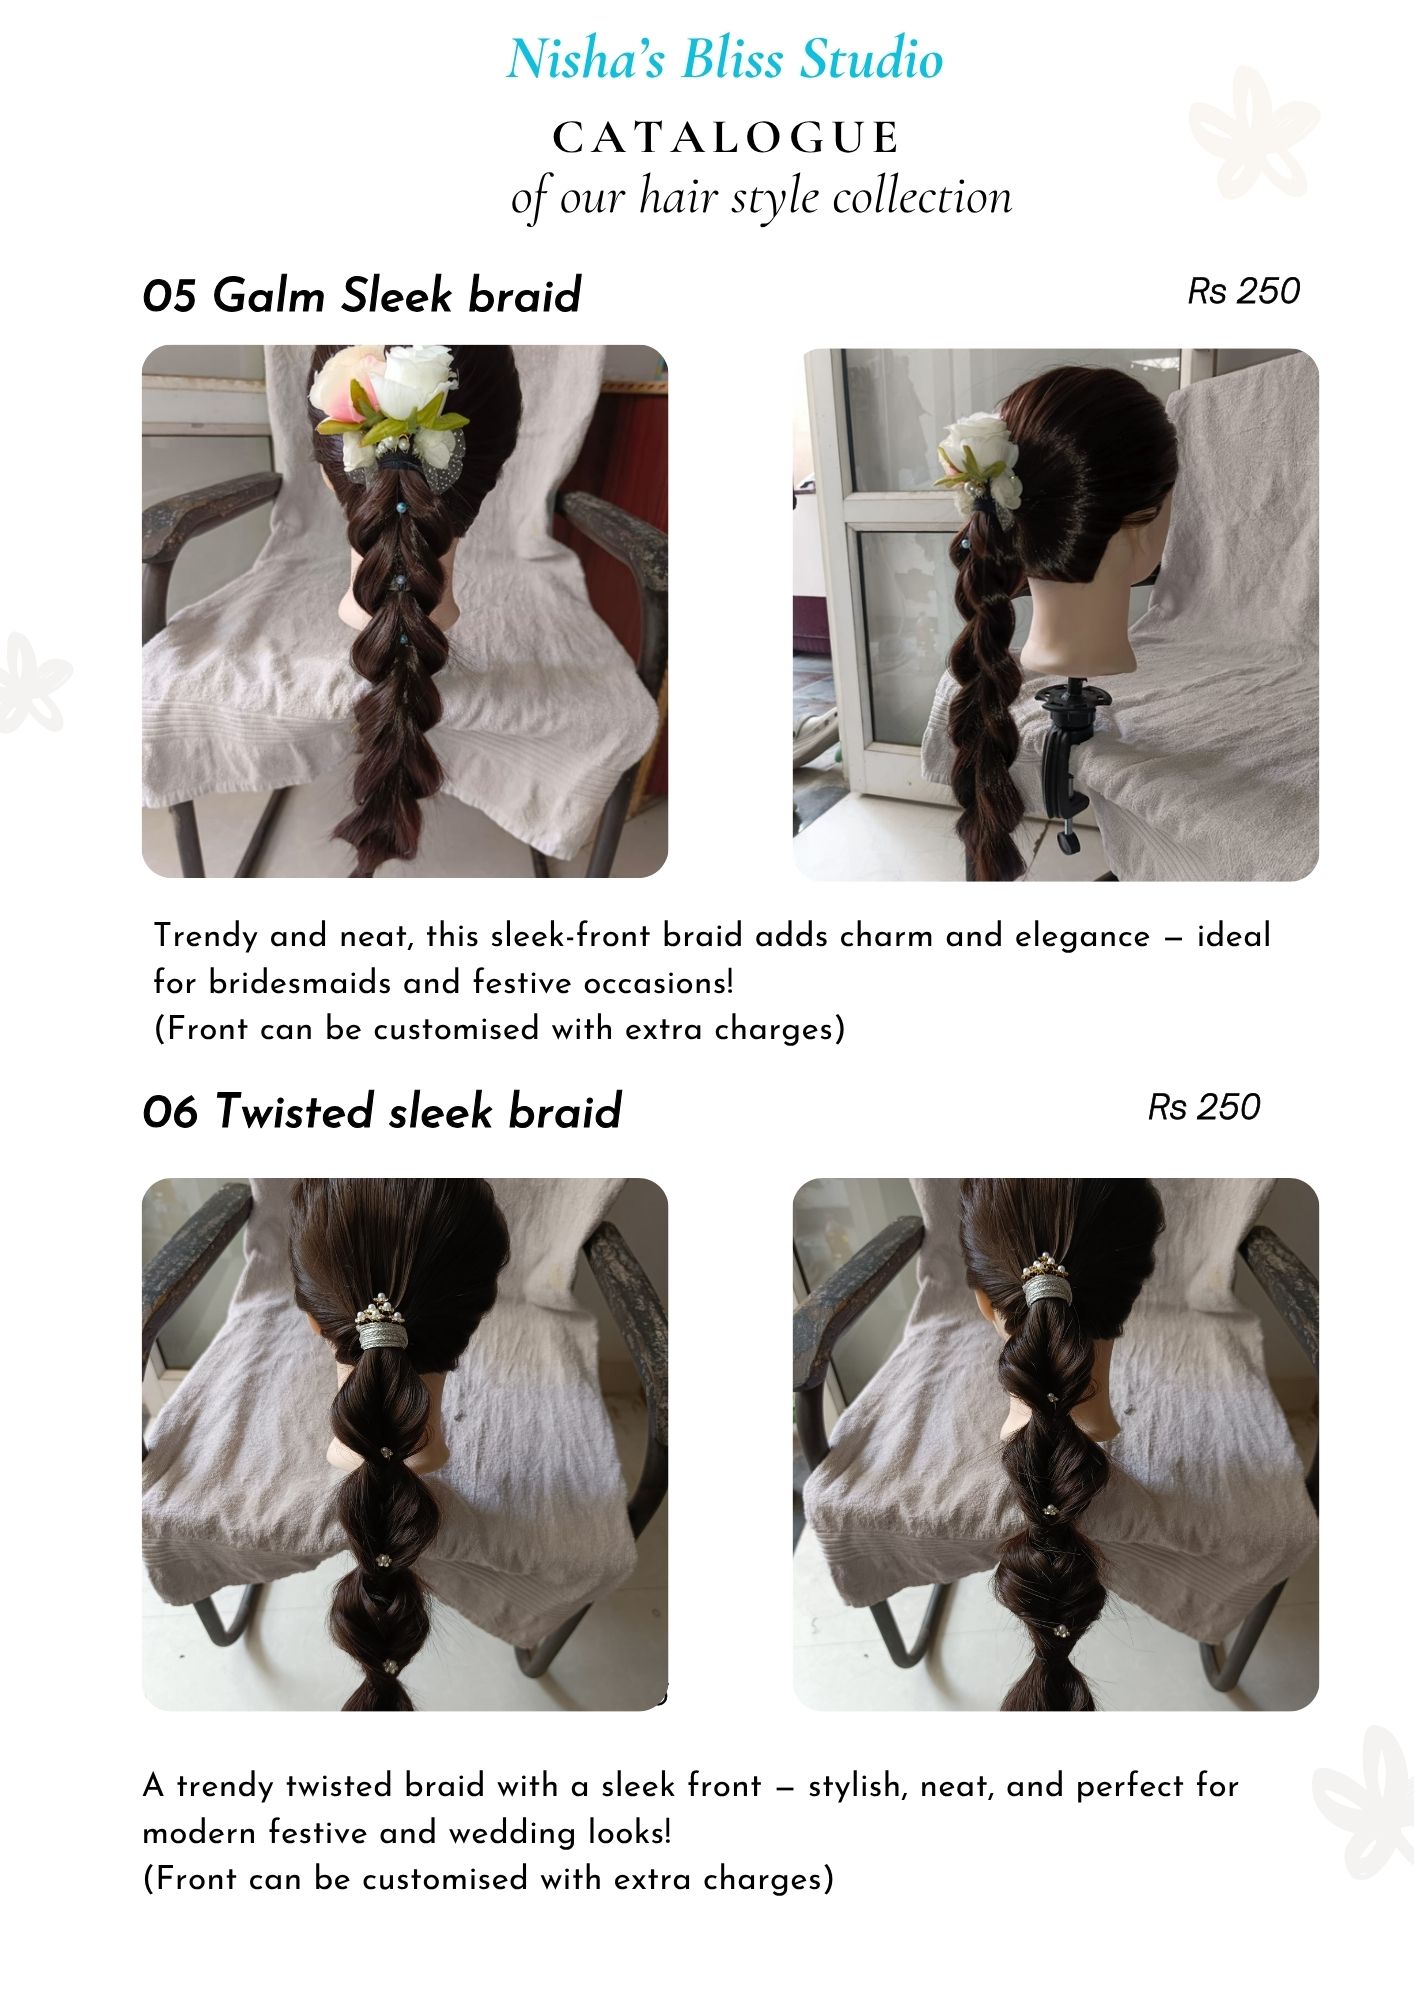 Nisha's Bliss Studio
CATALOGUE
of our hair style collection
05 Galm Sleek braid
Rs 250
Trendy and neat, this sleek-front braid adds charm and elegance – ideal
for bridesmaids and festive occasions!
(Front can be customised with extra charges)
06 Twisted sleek braid
Rs 250
A trendy twisted braid with a sleek front – stylish, neat, and perfect for
modern festive and wedding looks!
(Front can be customised with extra charges)